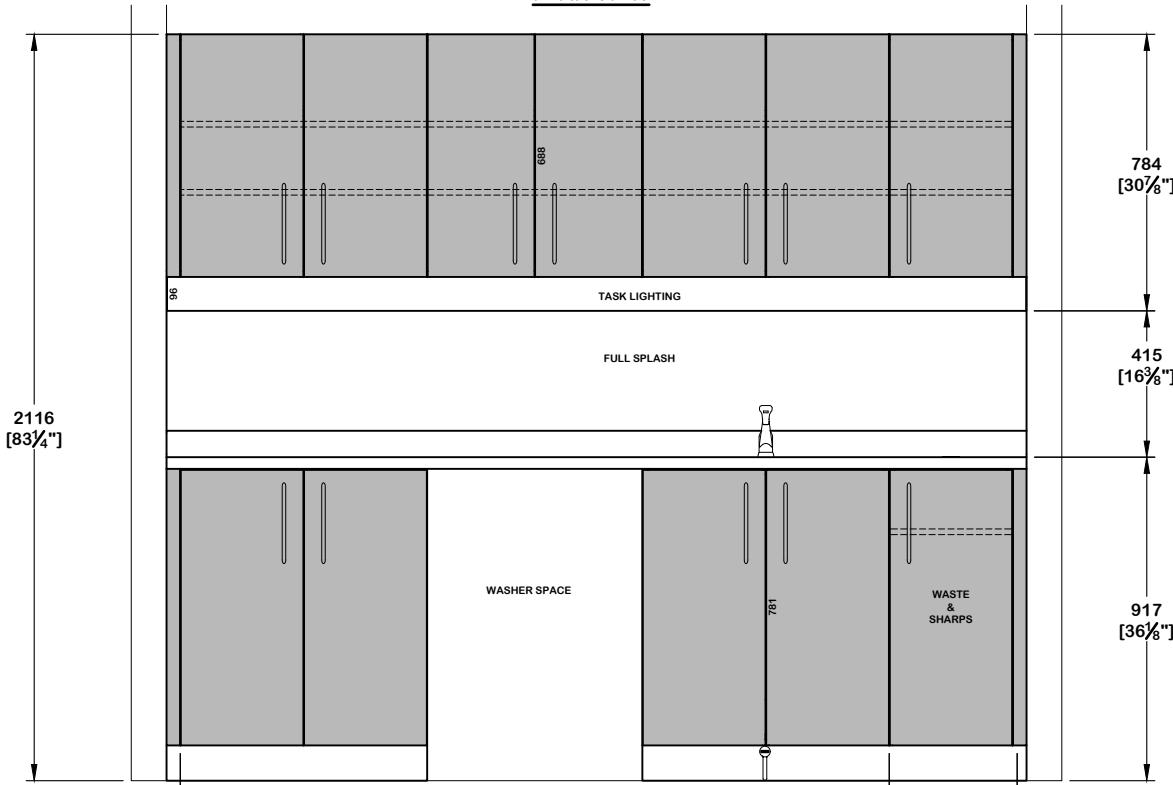 688
784
[30⅞"]
96
TASK LIGHTING
FULL SPLASH
415
[16⅜"]
2116
[83¼"]
WASHER SPACE
781
WASTE
&
SHARPS
917
[36⅛"]